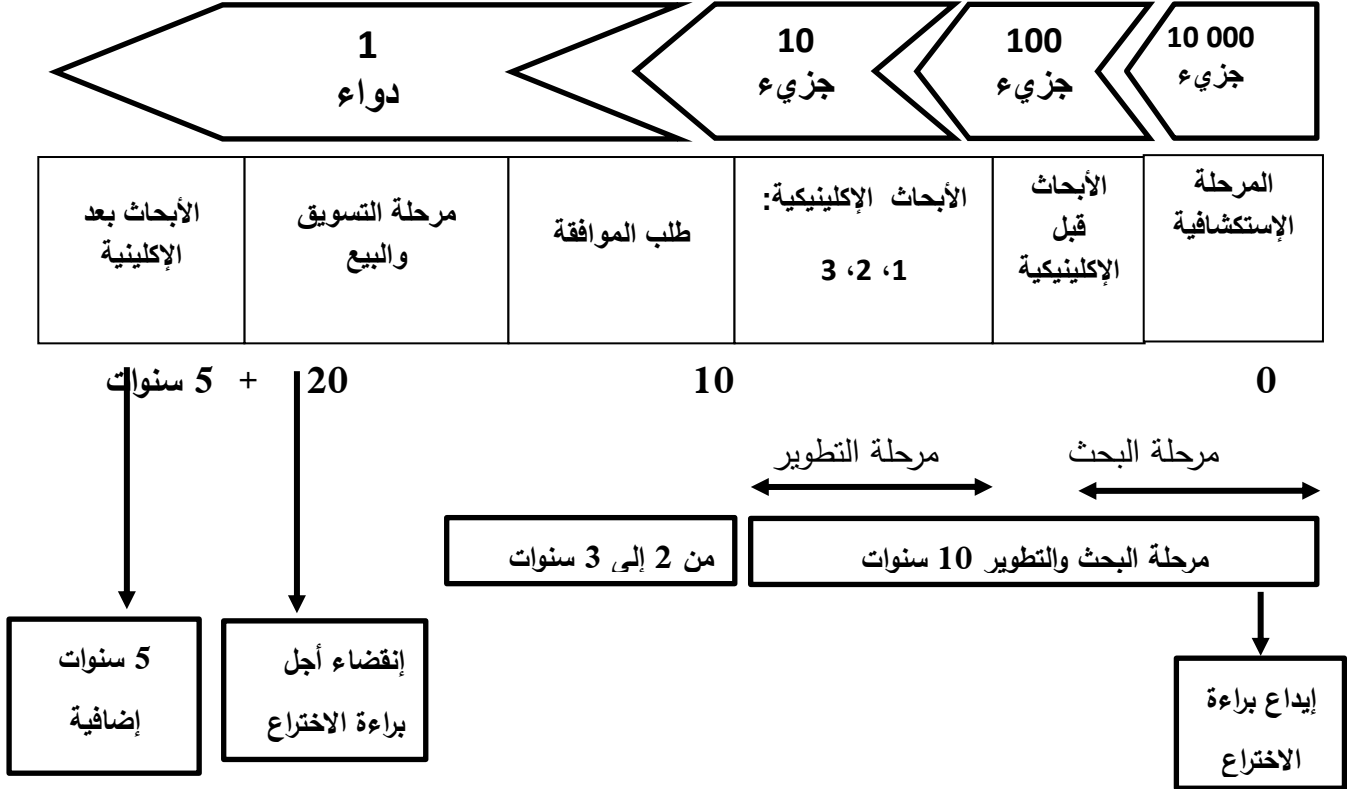 10 000
جزيء
100
جزيء
10
جزيء
1
دواء
المرحلة
الإستكشافية
الأبحاث
قبل
الإكلينيكية
الأبحاث الإكلينيكية:
1، 2، 3
طلب الموافقة
مرحلة التسويق
والبيع
الأبحاث بعد
الإكلينية
0
10
20 + 5 سنوات
مرحلة البحث
مرحلة التطوير
مرحلة البحث والتطوير 10 سنوات
من 2 إلى 3 سنوات
إيداع براءة
الاختراع
إنقضاء أجل
براءة الاختراع
5 سنوات
إضافية